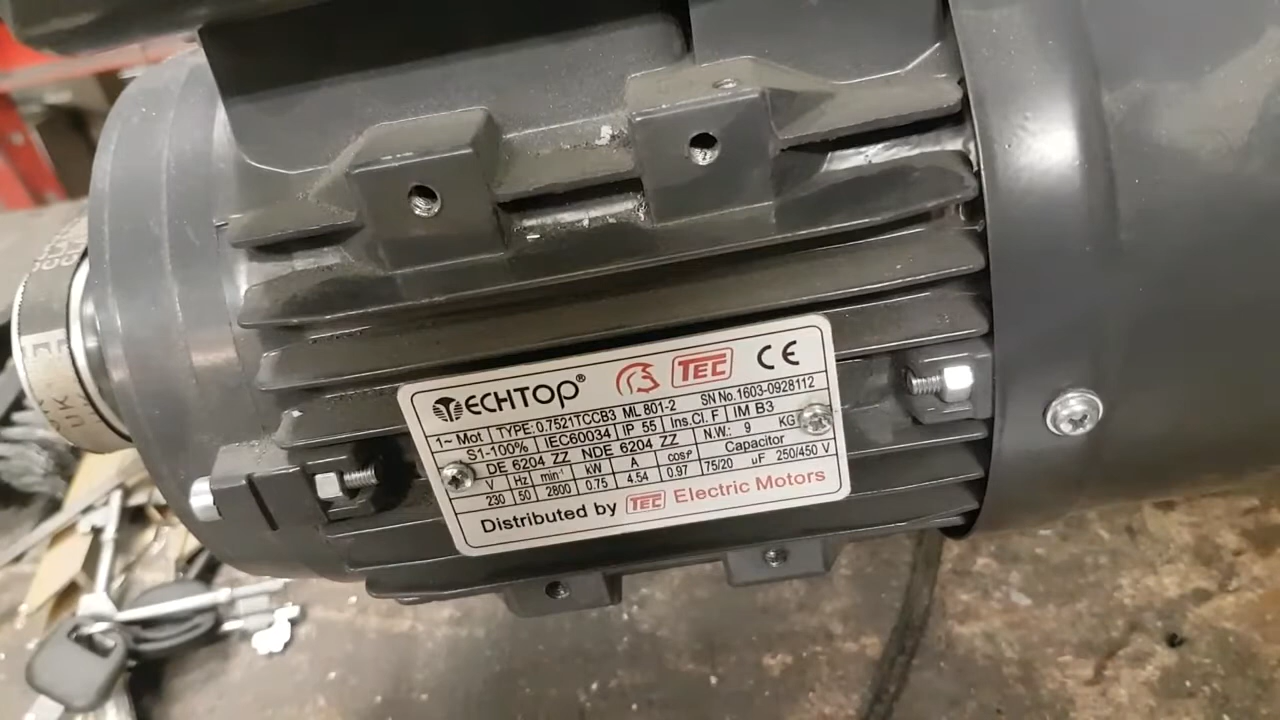 TECHTOP® TEC CE
1~ Mot TYPE: 0.7521TCCB3 ML 801-2 SN No. 1603-0928112
S1-100% IEC60034 IP 55 Ins. Cl. F IM B3
DE 6204 ZZ NDE 6204 ZZ N.W.: 9 KG
V Hz min⁻¹ kW A cosφ Capacitor
230 50 2800 0.75 4.54 0.97 75/20 uF 250/450 V
Distributed by TEC Electric Motors
UK